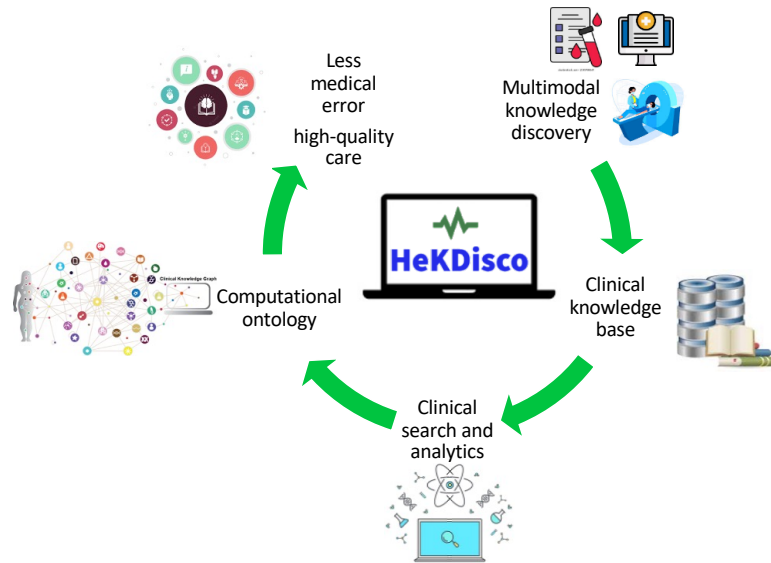 Less
medical
error
high-quality
care
Multimodal
knowledge
discovery
HeKDisco
Clinical
knowledge
base
Clinical Knowledge Graph
Computational
ontology
Clinical
search and
analytics